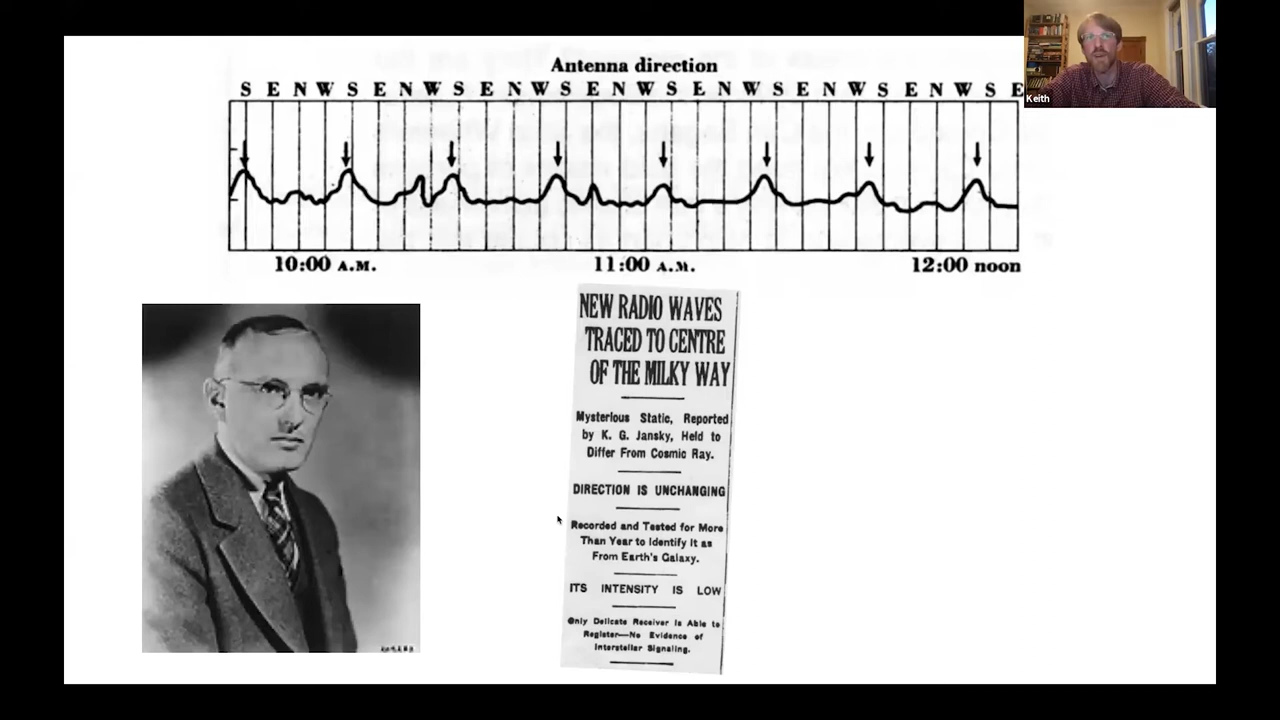 Antenna direction
S E N W S E N W S E N W S E N W S E N W S E N W S E N W S E
10:00 A.M. 11:00 A.M. 12:00 noon
Keith
NEW RADIO WAVES
TRACED TO CENTRE
OF THE MILKY WAY
Mysterious Static, Reported
by K. G. Jansky, Held to
Differ From Cosmic Ray.
DIRECTION IS UNCHANGING
Recorded and Tested for More
Than Year to Identify It as
From Earth's Galaxy.
ITS INTENSITY IS LOW
Only Delicate Receiver Is Able to
Register—No Evidence of
Interstellar Signaling.